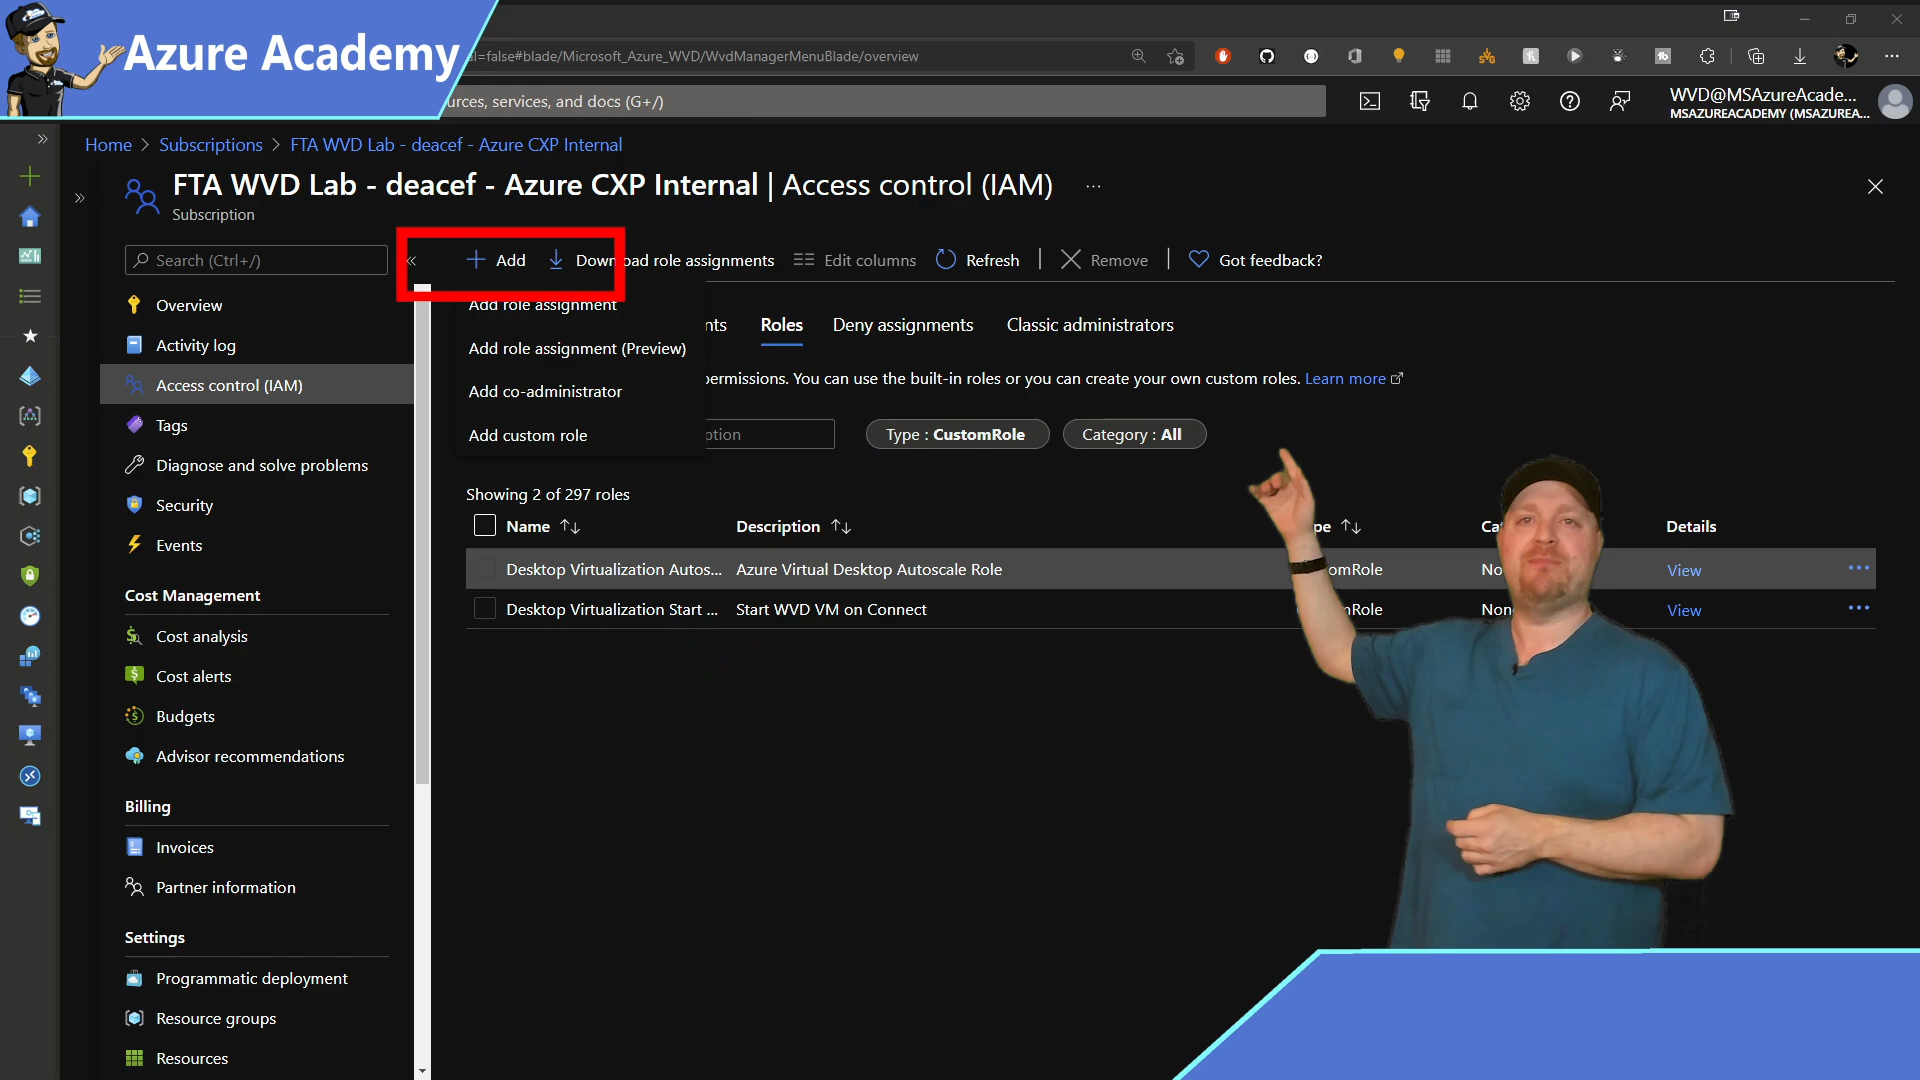 Azure Academy
al=false#blade/Microsoft_Azure_WVD/WvdManagerMenuBlade/overview
urces, services, and docs (G+/)
WVD@MSAzureAcade...
MSAZUREACADEMY (MSAZUREA...
Home > Subscriptions > FTA WVD Lab - deacef - Azure CXP Internal
FTA WVD Lab - deacef - Azure CXP Internal | Access control (IAM) ...
Subscription
Search (Ctrl+/)
Add
Download role assignments
Edit columns
Refresh
Remove
Got feedback?
Overview
Activity log
Access control (IAM)
Tags
Diagnose and solve problems
Security
Events
Cost Management
Cost analysis
Cost alerts
Budgets
Advisor recommendations
Billing
Invoices
Partner information
Settings
Programmatic deployment
Resource groups
Resources
Add role assignment
Add role assignment (Preview)
Add co-administrator
Add custom role
nts
Roles
Deny assignments
Classic administrators
permissions. You can use the built-in roles or you can create your own custom roles. Learn more
ption
Type : CustomRole
Category : All
Showing 2 of 297 roles
Name
Description
pe
Ca
Details
Desktop Virtualization Autos... Azure Virtual Desktop Autoscale Role omRole No View ...
Desktop Virtualization Start ... Start WVD VM on Connect nRole Non View ...